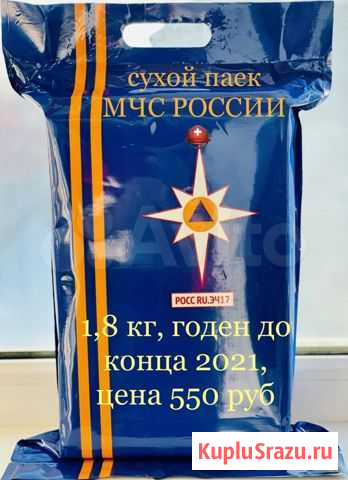 сухой паек
МЧС РОССИИ
Avito
РОСС RU.ЭЧ17
1,8 кг, годен до
конца 2021,
цена 550 руб
KupluSrazu.ru